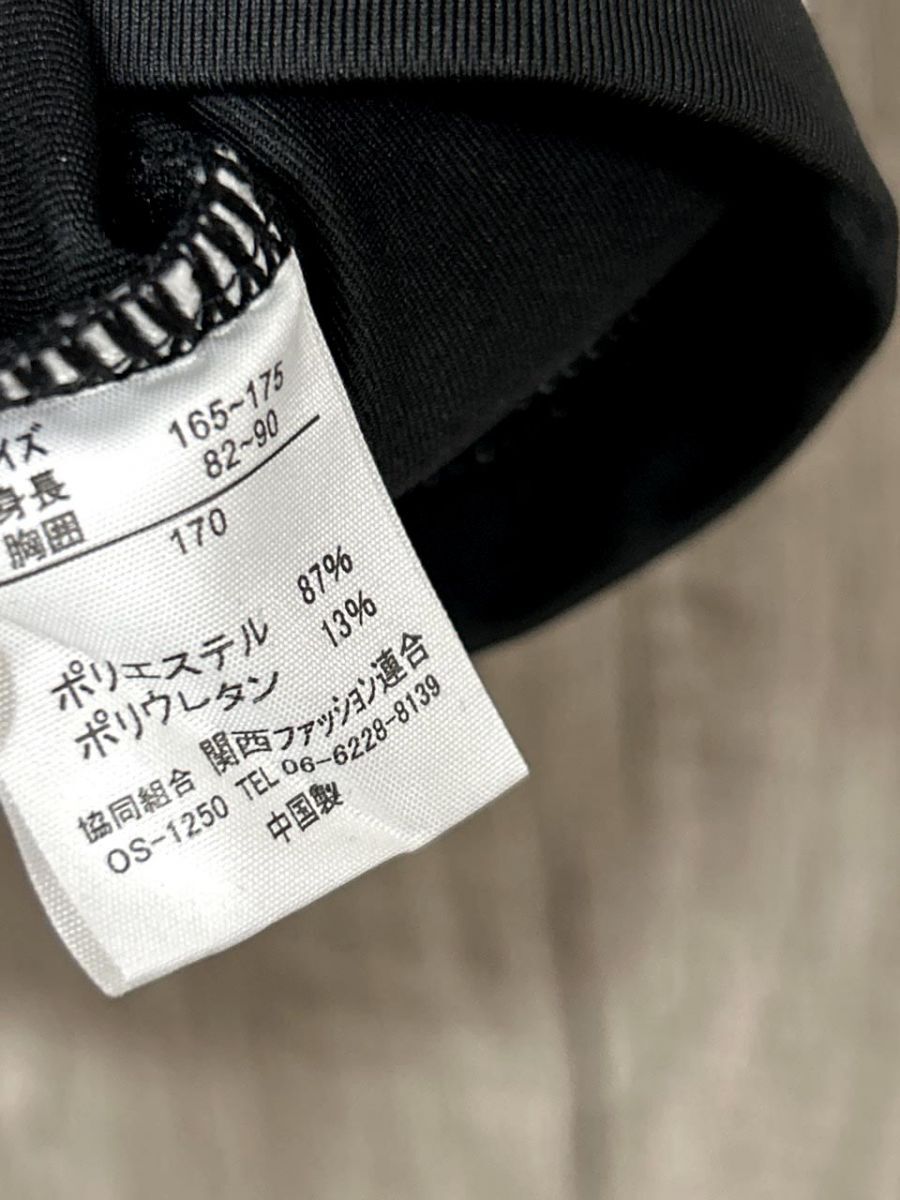 イズ
身長 165~175
胸囲 82~90
170
ポリエステル 87%
ポリウレタン 13%
協同組合 関西ファッション連合
OS-1250 TEL 06-6228-8139
中国製